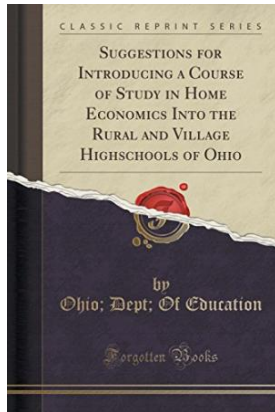 CLASSIC REPRINT SERIES
SUGGESTIONS FOR
INTRODUCING A COURSE
OF STUDY IN HOME
ECONOMICS INTO THE
RURAL AND VILLAGE
HIGHSCHOOLS OF OHIO
by
Ohio; Dept; Of Education
Forgotten Books